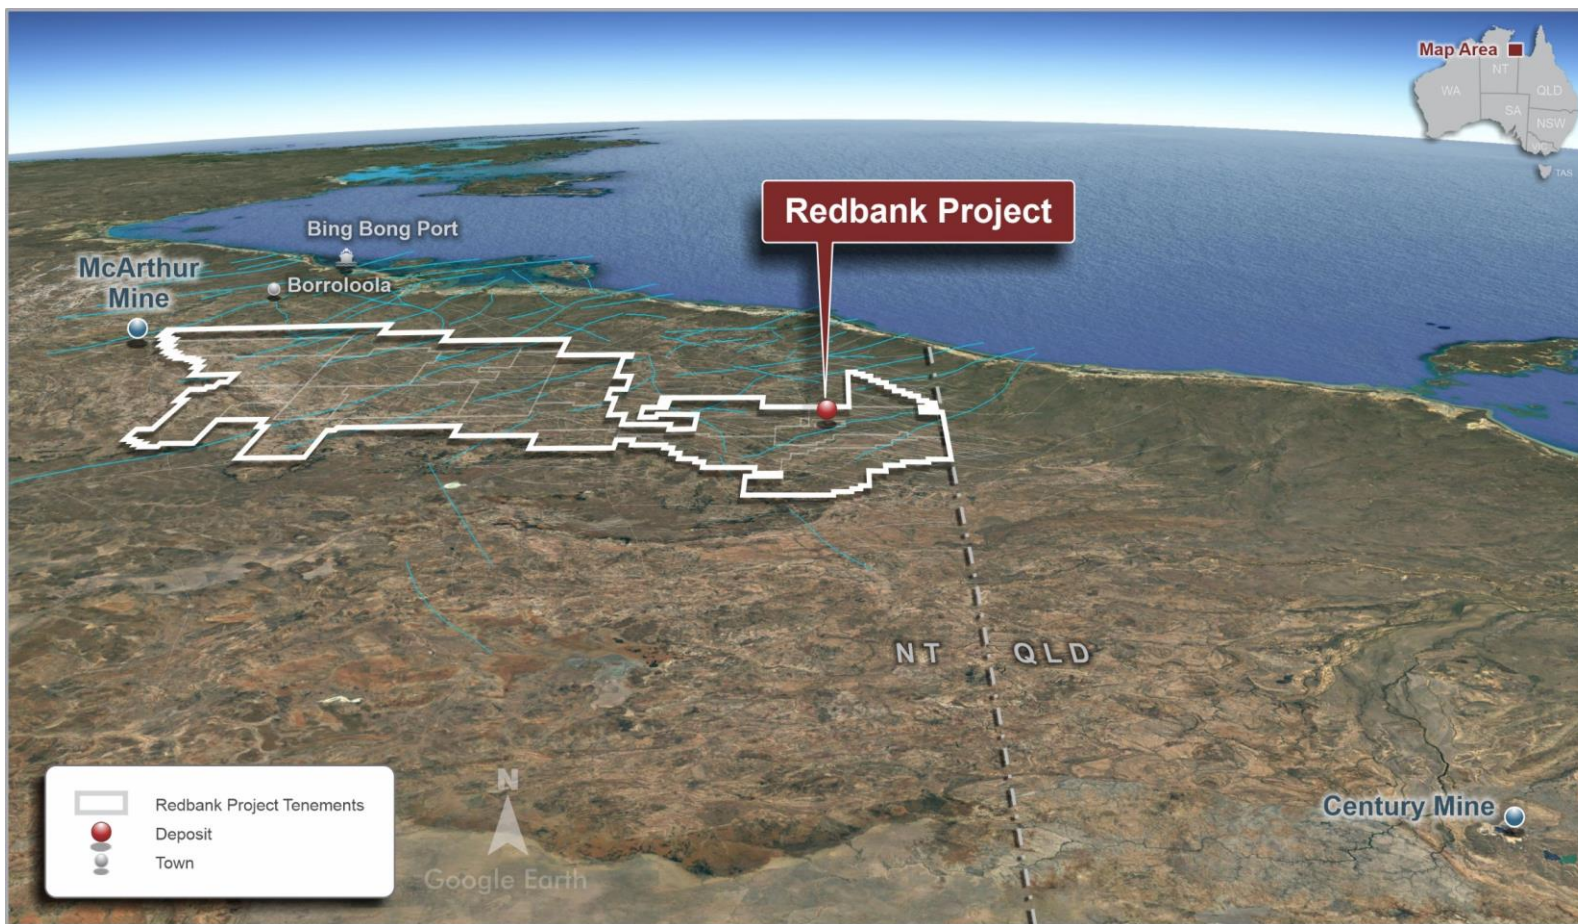 Map Area
NT
WA
QLD
SA
NSW
TAS
Redbank Project
Bing Bong Port
McArthur
Mine
Borroloola
NT
QLD
Century Mine
Redbank Project Tenements
Deposit
Town
N
Google Earth